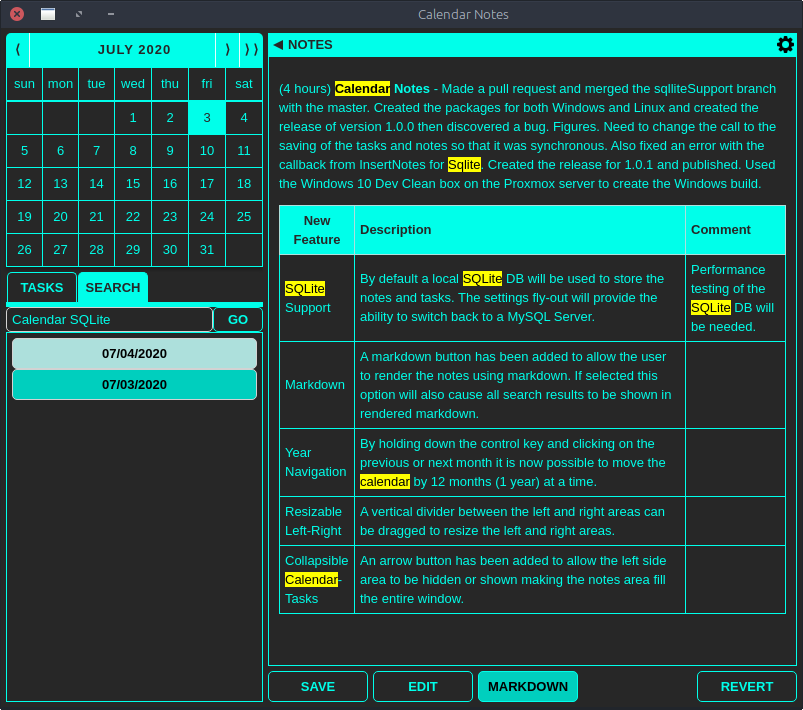 Calendar Notes
⟨ JULY 2020 ⟩ ⟩⟩
sun mon tue wed thu fri sat
1 2 3 4
5 6 7 8 9 10 11
12 13 14 15 16 17 18
19 20 21 22 23 24 25
26 27 28 29 30 31
TASKS SEARCH
Calendar SQLite GO
07/04/2020
07/03/2020
◀ NOTES
(4 hours) Calendar Notes - Made a pull request and merged the sqlliteSupport branch
with the master. Created the packages for both Windows and Linux and created the
release of version 1.0.0 then discovered a bug. Figures. Need to change the call to the
saving of the tasks and notes so that it was synchronous. Also fixed an error with the
callback from InsertNotes for Sqlite. Created the release for 1.0.1 and published. Used
the Windows 10 Dev Clean box on the Proxmox server to create the Windows build.
New
Feature
Description
Comment
SQLite
Support
By default a local SQLite DB will be used to store the
notes and tasks. The settings fly-out will provide the
ability to switch back to a MySQL Server.
Performance
testing of the
SQLite DB will
be needed.
Markdown
A markdown button has been added to allow the user
to render the notes using markdown. If selected this
option will also cause all search results to be shown in
rendered markdown.
Year
Navigation
By holding down the control key and clicking on the
previous or next month it is now possible to move the
calendar by 12 months (1 year) at a time.
Resizable
Left-Right
A vertical divider between the left and right areas can
be dragged to resize the left and right areas.
Collapsible
Calendar-
Tasks
An arrow button has been added to allow the left side
area to be hidden or shown making the notes area fill
the entire window.
SAVE EDIT MARKDOWN REVERT